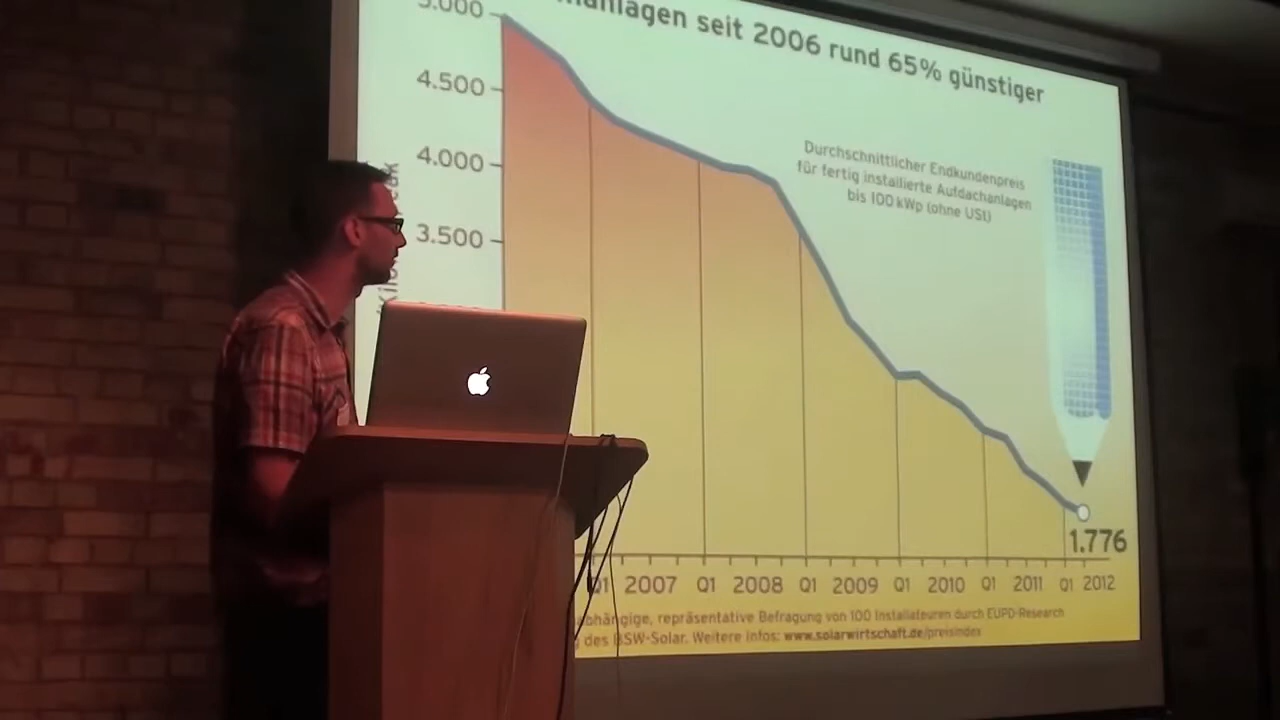 5.000
seit 2006 rund 65% günstiger
4.500
4.000
3.500
Durchschnittlicher Endkundenpreis
für fertig installierte Aufdachanlagen
bis 100 kWp (ohne USt)
1.776
Q1 2007 Q1 2008 Q1 2009 Q1 2010 Q1 2011 Q1 2012
repräsentative Befragung von 100 Installateuren durch EUPD-Research
des BSW-Solar. Weitere Infos: www.solarwirtschaft.de/preisindex